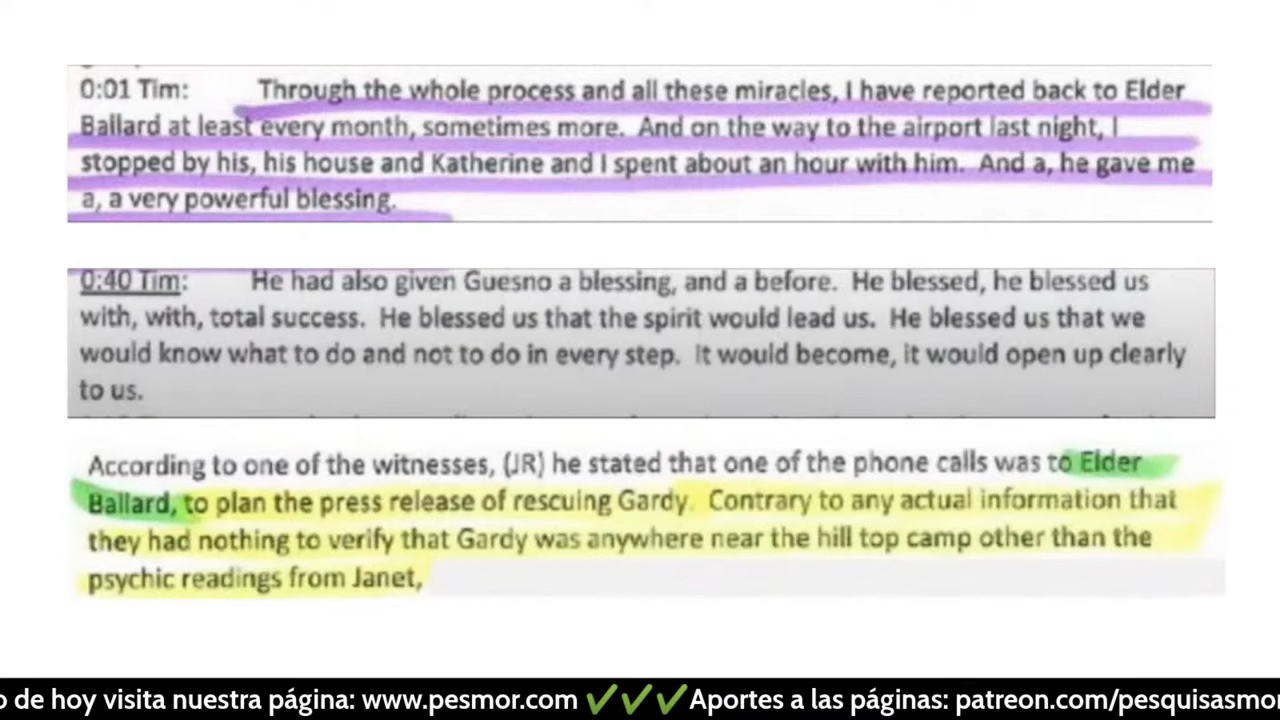 0:01 Tim: Through the whole process and all these miracles, I have reported back to Elder
Ballard at least every month, sometimes more. And on the way to the airport last night, I
stopped by his, his house and Katherine and I spent about an hour with him. And a, he gave me
a, a very powerful blessing.
0:40 Tim: He had also given Guesno a blessing, and a before. He blessed, he blessed us
with, with, total success. He blessed us that the spirit would lead us. He blessed us that we
would know what to do and not to do in every step. It would become, it would open up clearly
to us.
According to one of the witnesses, (JR) he stated that one of the phone calls was to Elder
Ballard, to plan the press release of rescuing Gardy. Contrary to any actual information that
they had nothing to verify that Gardy was anywhere near the hill top camp other than the
psychic readings from Janet,
o de hoy visita nuestra página: www.pesmor.com ✔✔✔Aportes a las páginas: patreon.com/pesquisasmor